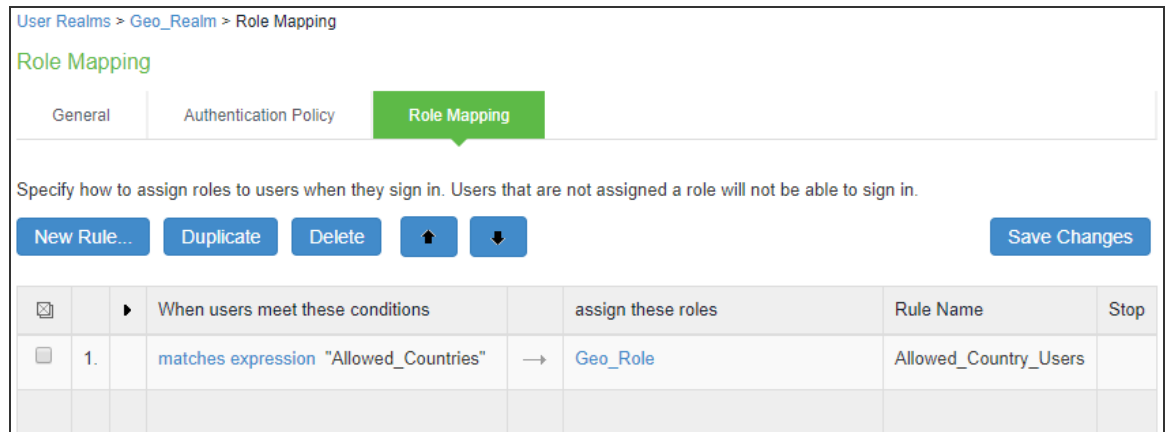 User Realms > Geo_Realm > Role Mapping
Role Mapping
General Authentication Policy Role Mapping
Specify how to assign roles to users when they sign in. Users that are not assigned a role will not be able to sign in.
New Rule... Duplicate Delete Save Changes
When users meet these conditions assign these roles Rule Name Stop
1. matches expression "Allowed_Countries" → Geo_Role Allowed_Country_Users